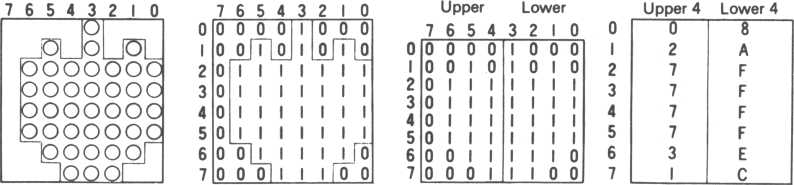 7 6 5 4 3 2 1 0
7 6 5 4 3 2 1 0
0 0 0 0 0 1 0 0 0
1 0 0 1 0 1 0 1 0
2 0 1 1 1 1 1 1 1
3 0 1 1 1 1 1 1 1
4 0 1 1 1 1 1 1 1
5 0 1 1 1 1 1 1 1
6 0 0 1 1 1 1 1 0
7 0 0 0 1 1 1 0 0
Upper Lower
7 6 5 4 3 2 1 0
0 0 0 0 0 1 0 0 0
1 0 0 1 0 1 0 1 0
2 0 1 1 1 1 1 1 1
3 0 1 1 1 1 1 1 1
4 0 1 1 1 1 1 1 1
5 0 1 1 1 1 1 1 1
6 0 0 1 1 1 1 1 0
7 0 0 0 1 1 1 0 0
Upper 4 Lower 4
0 0 8
1 2 A
2 7 F
3 7 F
4 7 F
5 7 F
6 3 E
7 1 C